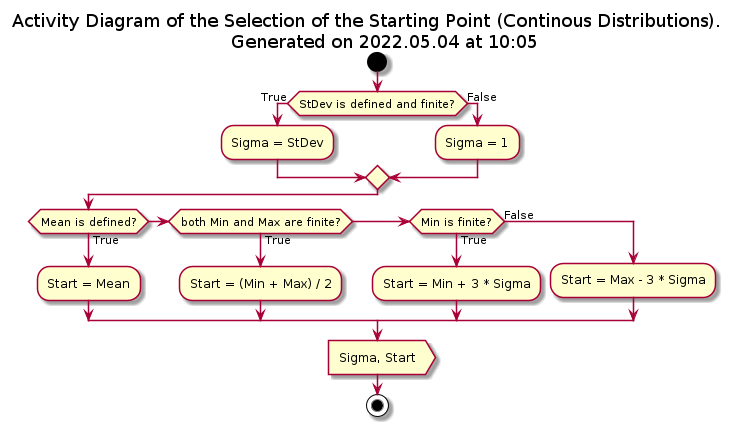 Activity Diagram of the Selection of the Starting Point (Continous Distributions).
Generated on 2022.05.04 at 10:05
True
StDev is defined and finite?
False
Sigma = StDev
Sigma = 1
Mean is defined?
both Min and Max are finite?
Min is finite?
False
True
True
True
Start = Mean
Start = (Min + Max) / 2
Start = Min + 3 * Sigma
Start = Max - 3 * Sigma
Sigma, Start